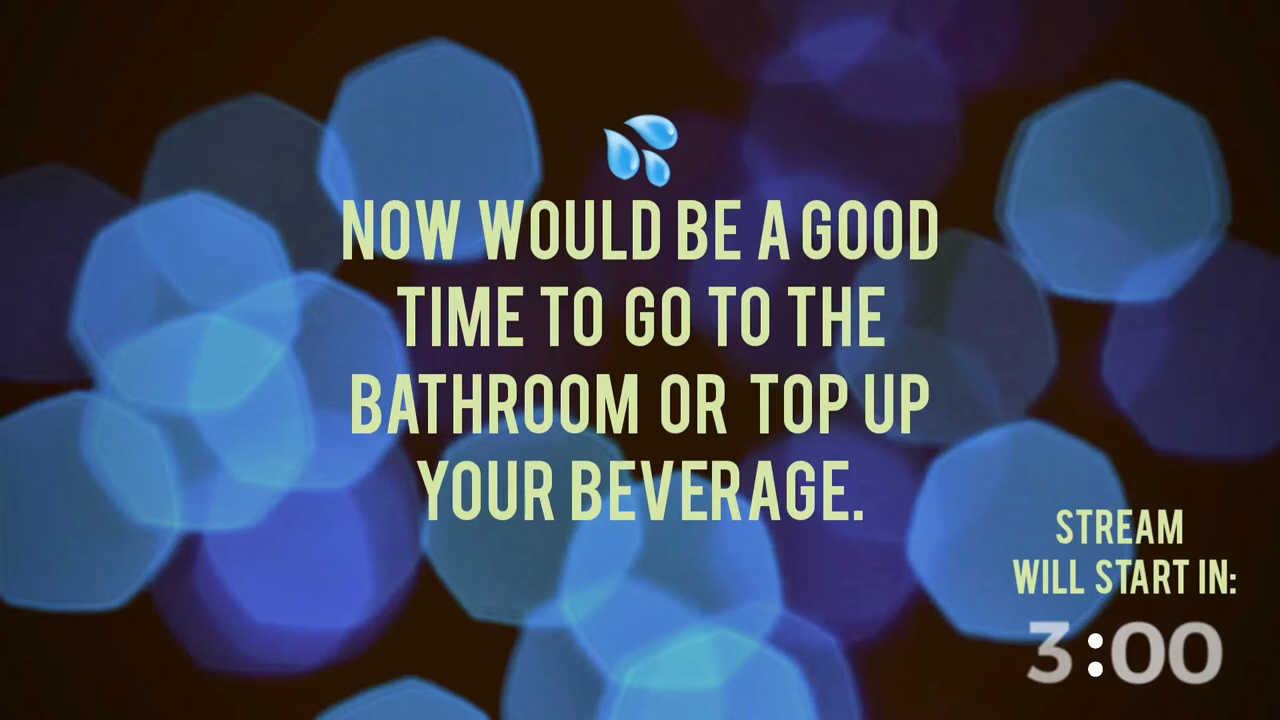 💦
NOW WOULD BE A GOOD
TIME TO GO TO THE
BATHROOM OR TOP UP
YOUR BEVERAGE.
STREAM
WILL START IN:
3:00